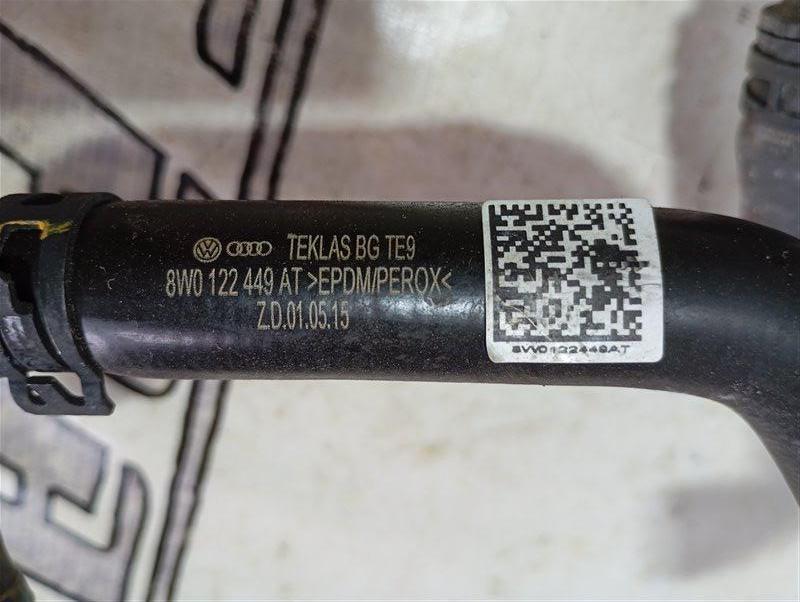 TEKLAS BG TE9
8W0 122 449 AT >EPDM/PEROX<
Z.D.01.05.15
8W0122449AT